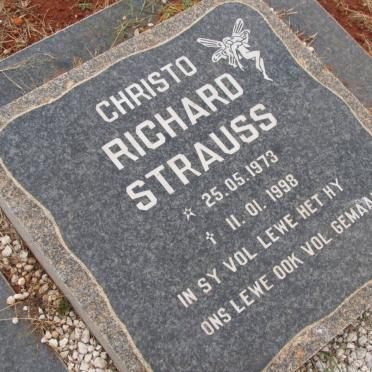 CHRISTO
RICHARD
STRAUSS
☆ 25.05.1973
✝ 11.01.1998
IN SY VOL LEWE HET HY
ONS LEWE OOK VOL GEMAAK